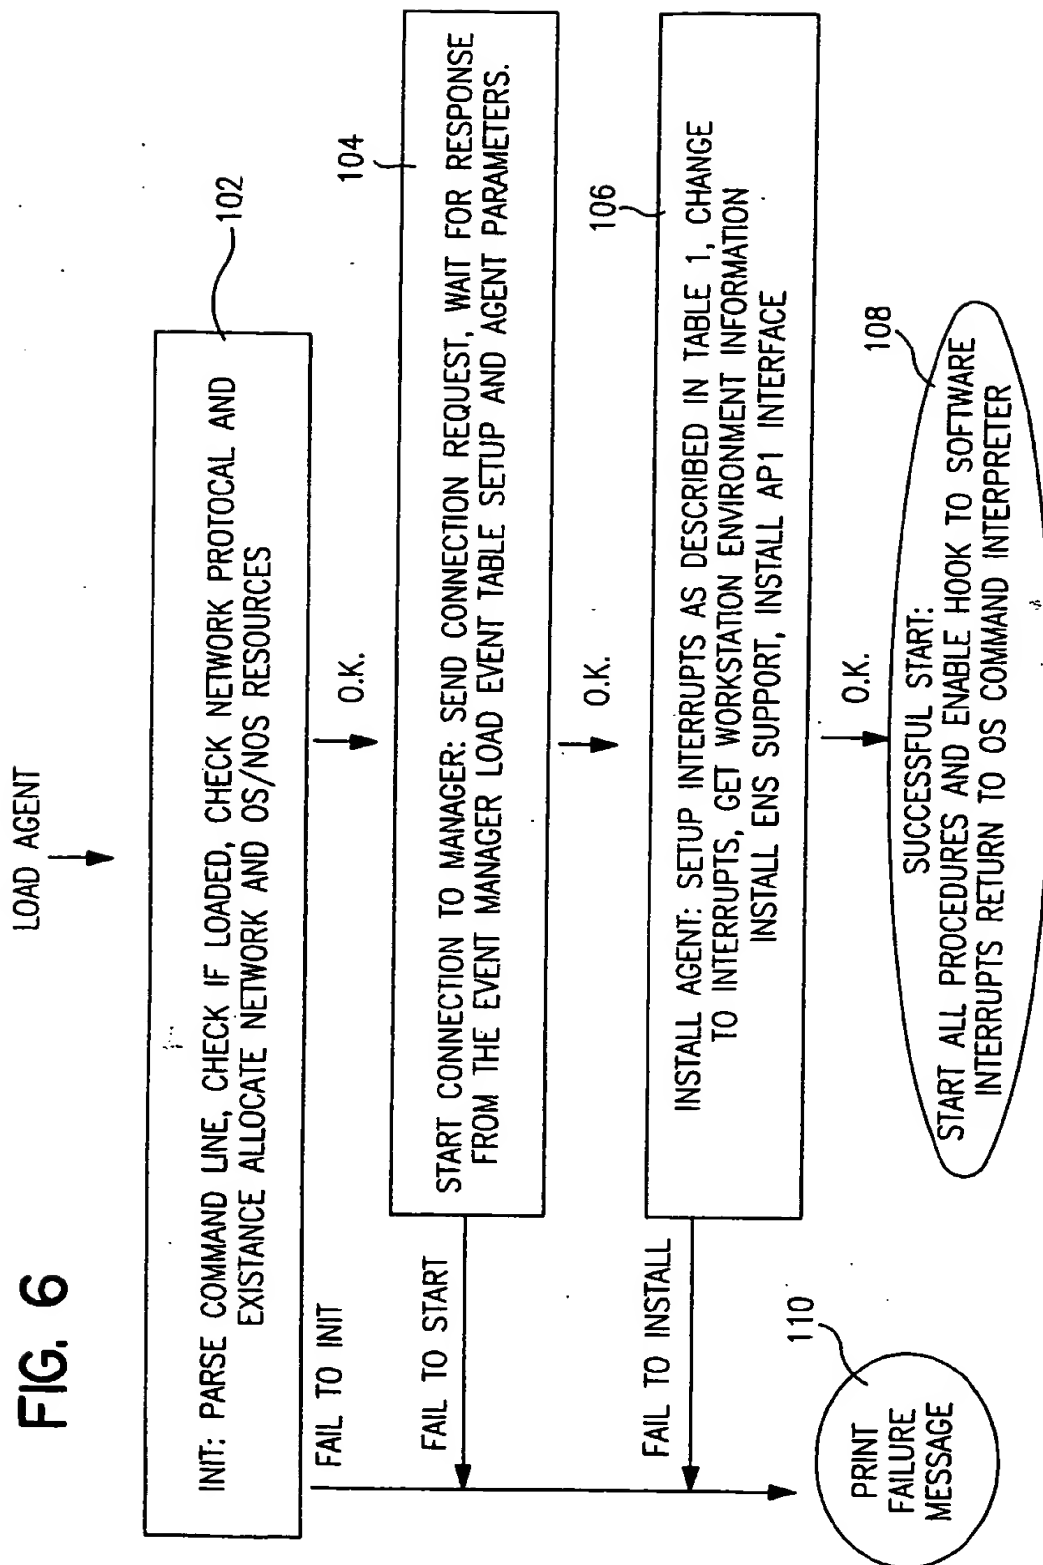 FIG. 6
LOAD AGENT
102
INIT: PARSE COMMAND LINE, CHECK IF LOADED, CHECK NETWORK PROTOCAL AND
EXISTANCE ALLOCATE NETWORK AND OS/NOS RESOURCES
FAIL TO INIT
O.K.
104
START CONNECTION TO MANAGER: SEND CONNECTION REQUEST, WAIT FOR RESPONSE
FROM THE EVENT MANAGER LOAD EVENT TABLE SETUP AND AGENT PARAMETERS.
FAIL TO START
O.K.
106
INSTALL AGENT: SETUP INTERRUPTS AS DESCRIBED IN TABLE 1, CHANGE
TO INTERRUPTS, GET WORKSTATION ENVIRONMENT INFORMATION
INSTALL ENS SUPPORT, INSTALL AP1 INTERFACE
FAIL TO INSTALL
O.K.
110
PRINT
FAILURE
MESSAGE
108
SUCCESSFUL START:
START ALL PROCEDURES AND ENABLE HOOK TO SOFTWARE
INTERRUPTS RETURN TO OS COMMAND INTERPRETER